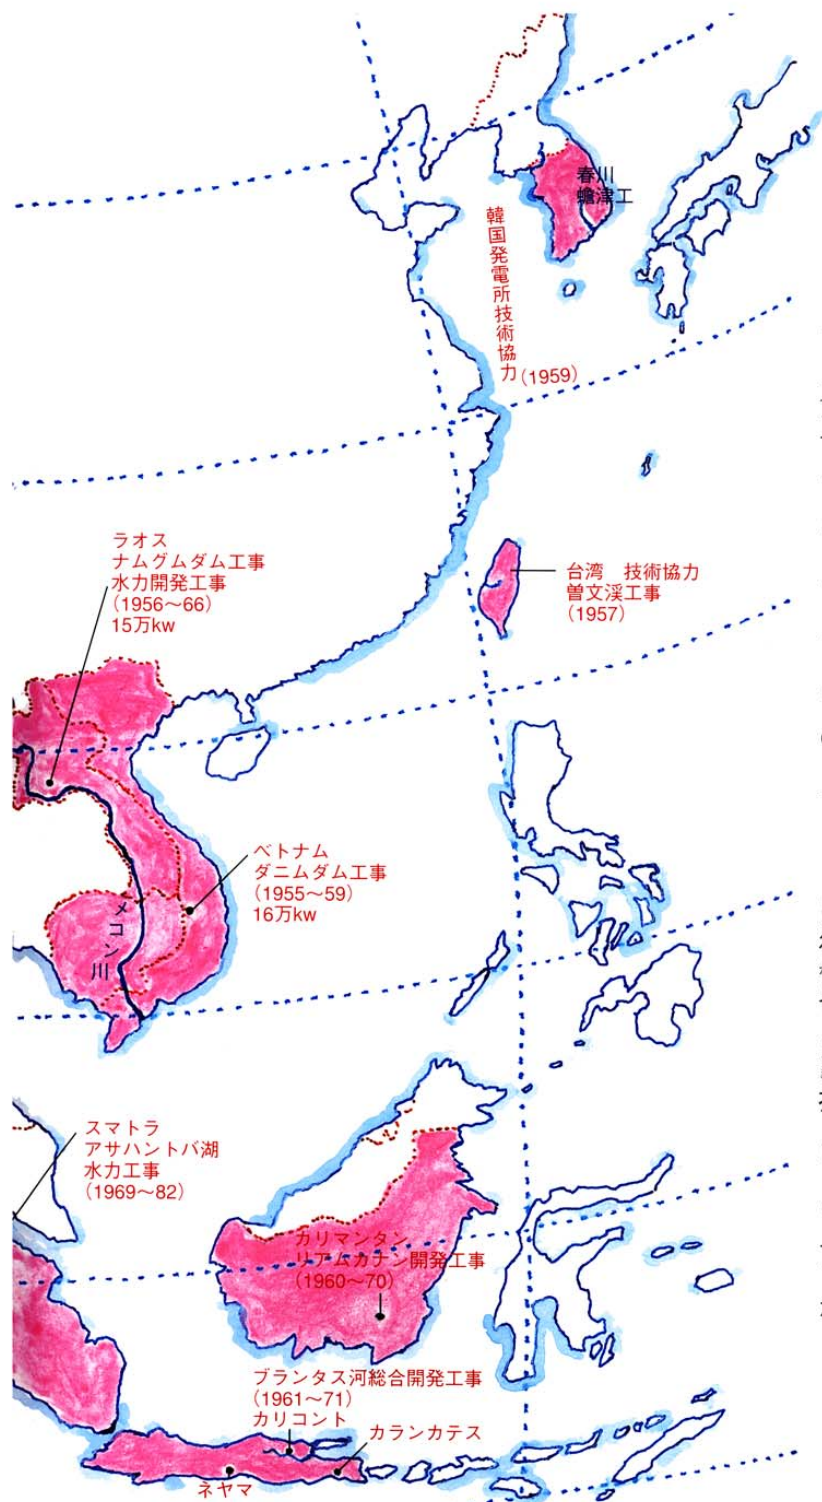 春川
蟾津工
韓国発電所技術協力
(1959)
ラオス
ナムグムダム工事
水力開発工事
(1956〜66)
15万kw
台湾　技術協力
曽文渓工事
(1957)
ベトナム
ダニムダム工事
(1955〜59)
16万kw
メコン川
スマトラ
アサハントバ湖
水力工事
(1969〜82)
カリマンタン
リアムカナン開発工事
(1960〜70)
ブランタス河総合開発工事
(1961〜71)
カリコント
カランカテス
ネヤマ